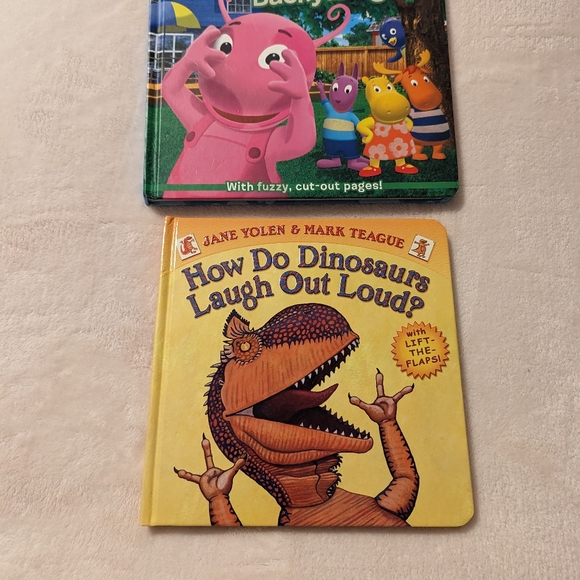 With fuzzy, cut-out pages!
JANE YOLEN & MARK TEAGUE
How Do Dinosaurs
Laugh Out Loud?
with
LIFT-
THE-
FLAPS!